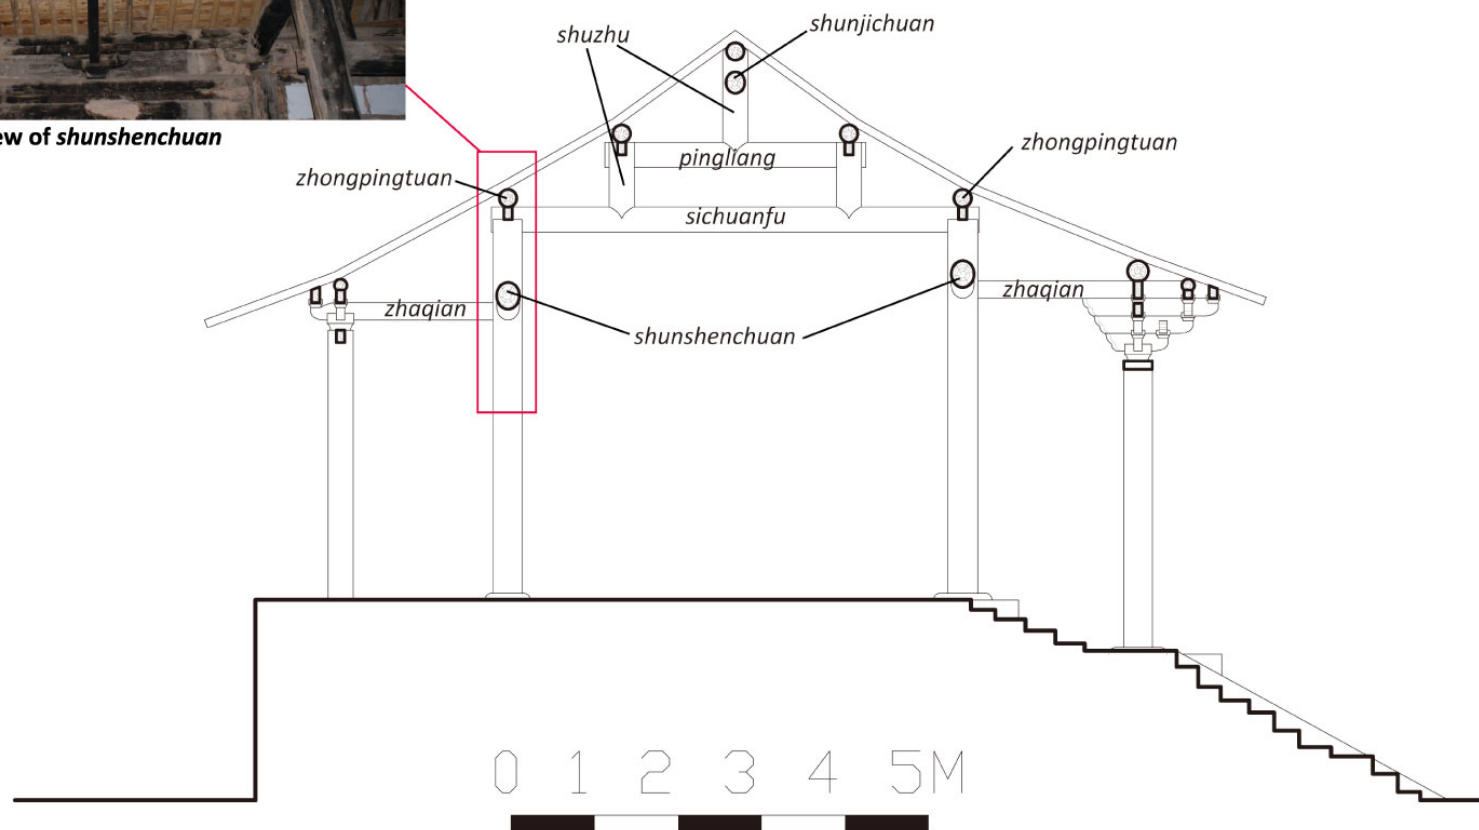 ew of shunshenchuan
shuzhu
shunjichuan
zhongpingtuan
pingliang
zhongpingtuan
sichuanfu
zhaqian
zhaqian
shunshenchuan
0 1 2 3 4 5M